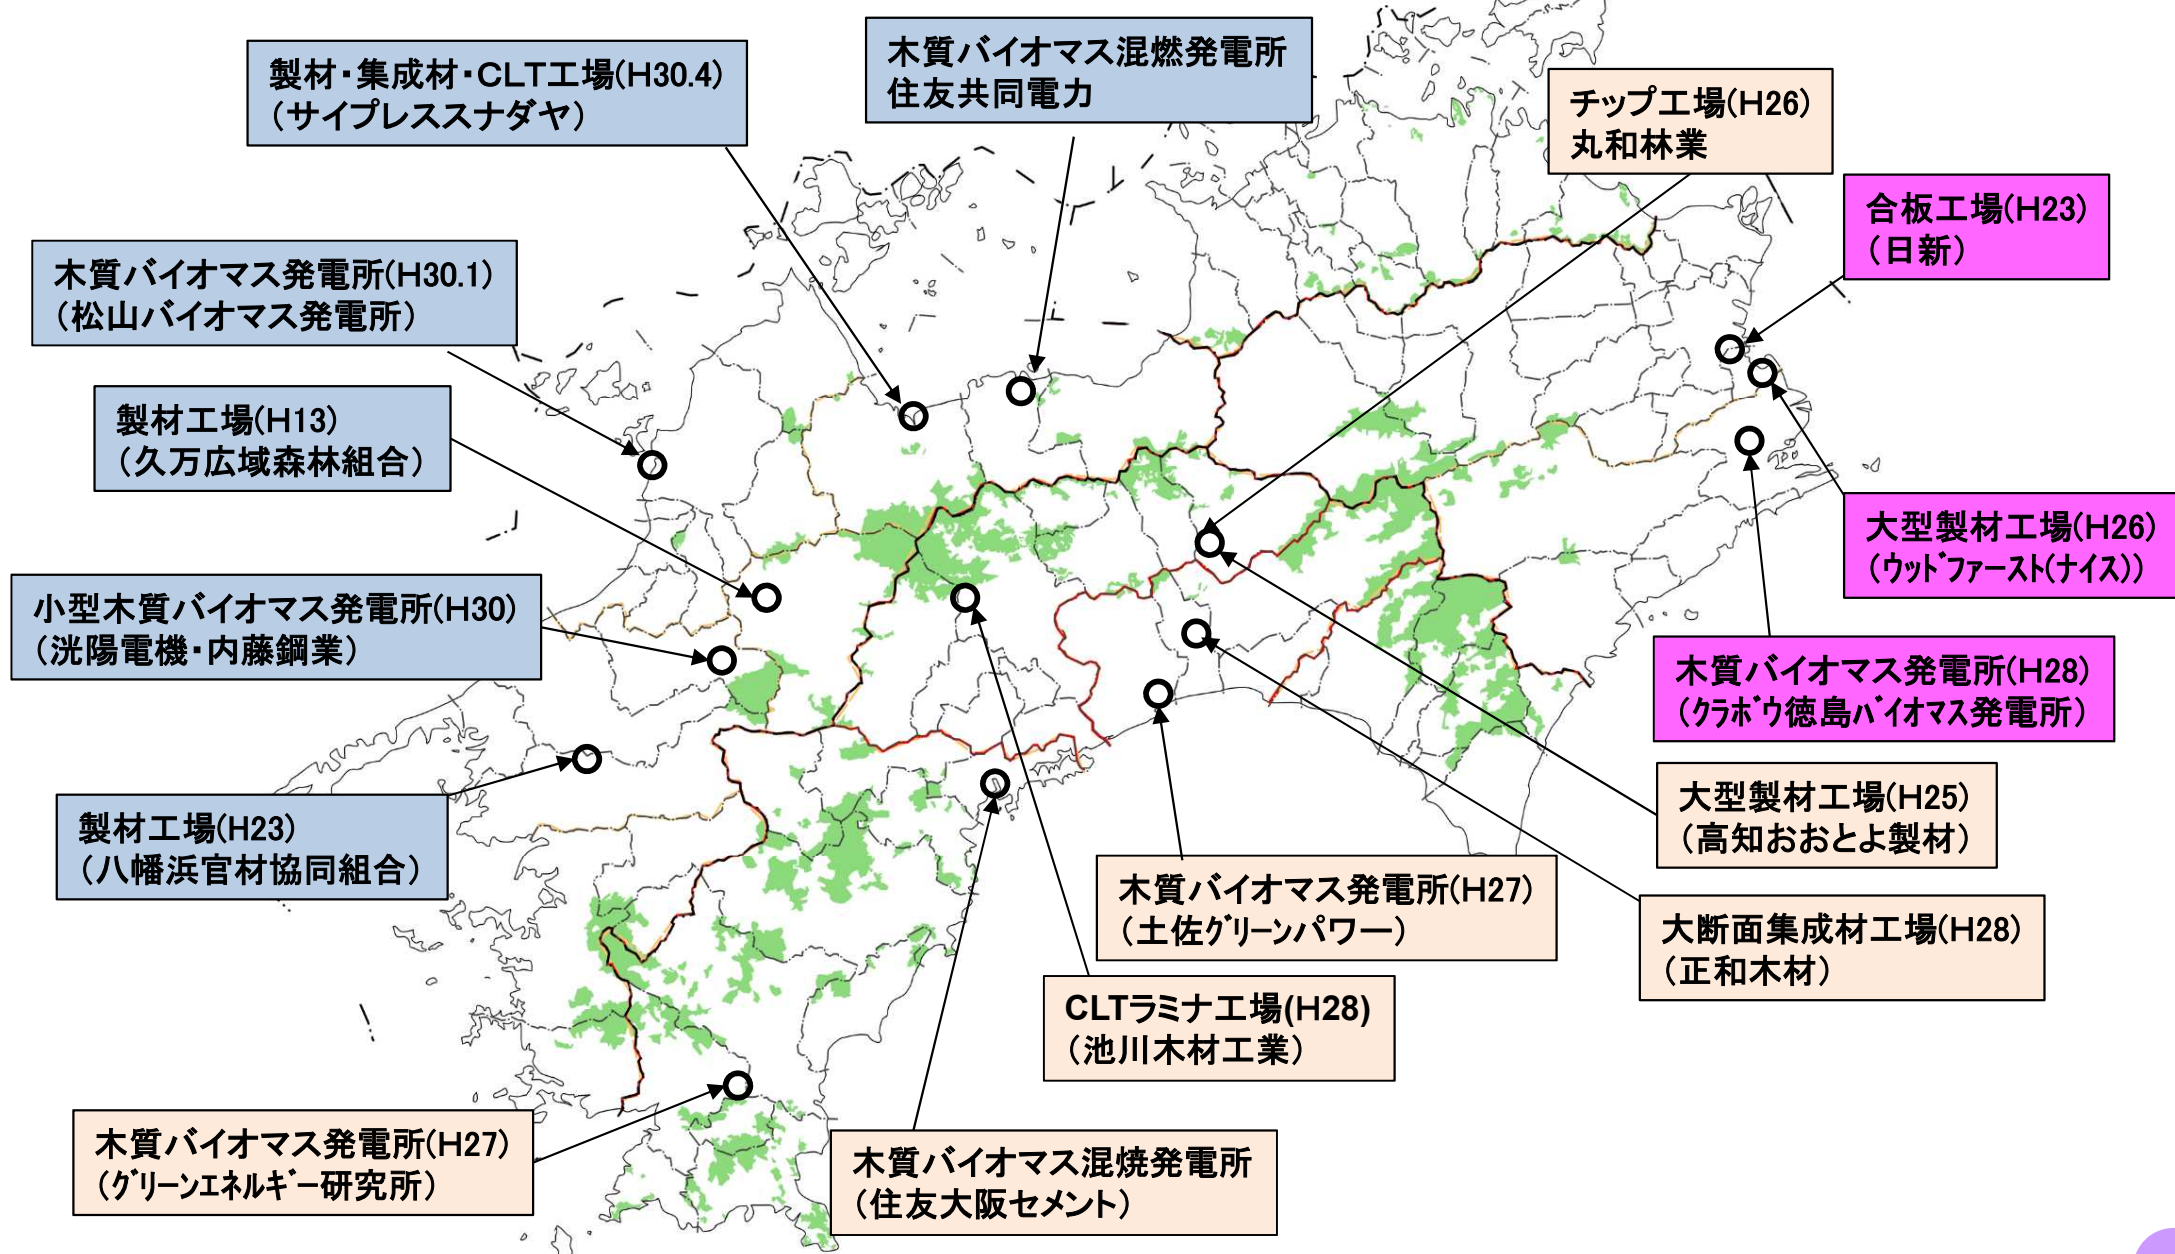 製材・集成材・CLT工場(H30.4)
（サイプレススナダヤ）
木質バイオマス混燃発電所
住友共同電力
チップ工場(H26)
丸和林業
合板工場(H23)
（日新）
木質バイオマス発電所(H30.1)
（松山バイオマス発電所）
製材工場(H13)
（久万広域森林組合）
大型製材工場(H26)
（ｳｯﾄﾞﾌｧｰｽﾄ(ﾅｲｽ)）
小型木質バイオマス発電所(H30)
（洸陽電機・内藤鋼業）
木質バイオマス発電所(H28)
（ｸﾗﾎﾞｳ徳島ﾊﾞｲｵﾏｽ発電所）
大型製材工場(H25)
（高知おおとよ製材）
製材工場(H23)
（八幡浜官材協同組合）
木質バイオマス発電所(H27)
（土佐ｸﾞﾘｰﾝパワー）
大断面集成材工場(H28)
（正和木材）
CLTラミナ工場(H28)
（池川木材工業）
木質バイオマス発電所(H27)
（ｸﾞﾘｰﾝｴﾈﾙｷﾞｰ研究所）
木質バイオマス混焼発電所
（住友大阪セメント）